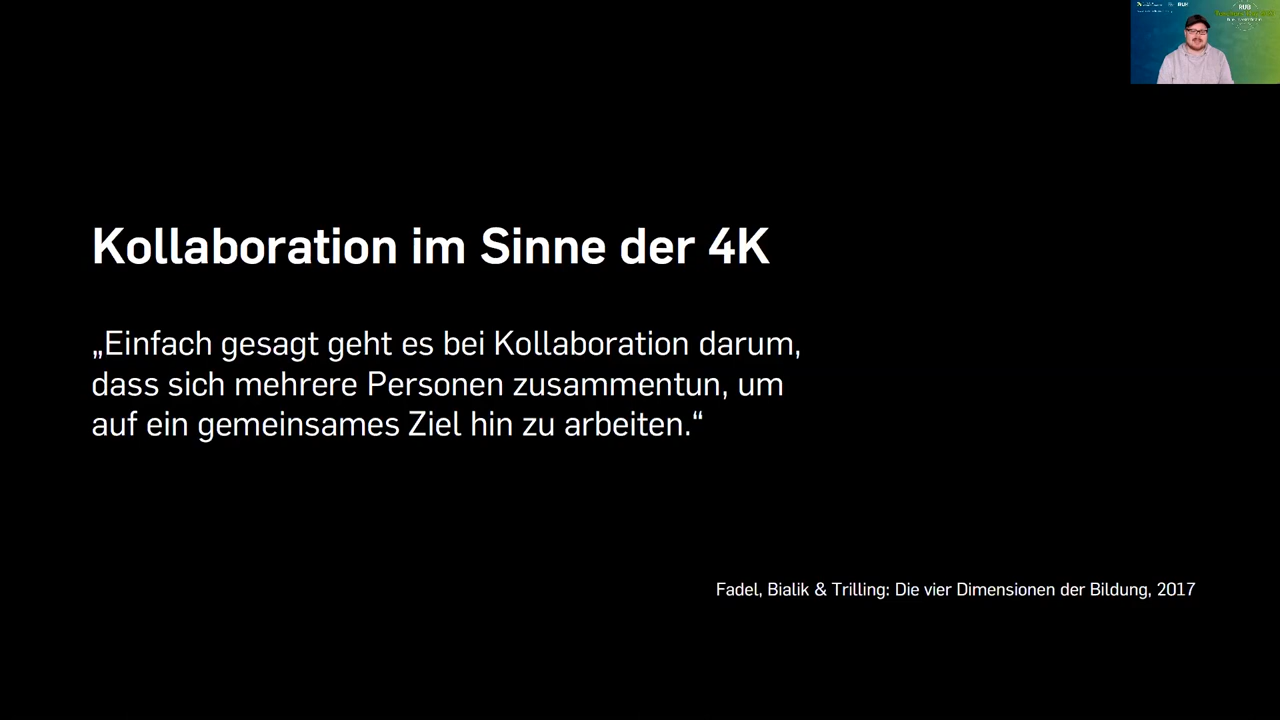 RUB
Kollaboration im Sinne der 4K
„Einfach gesagt geht es bei Kollaboration darum,
dass sich mehrere Personen zusammentun, um
auf ein gemeinsames Ziel hin zu arbeiten.“
Fadel, Bialik & Trilling: Die vier Dimensionen der Bildung, 2017